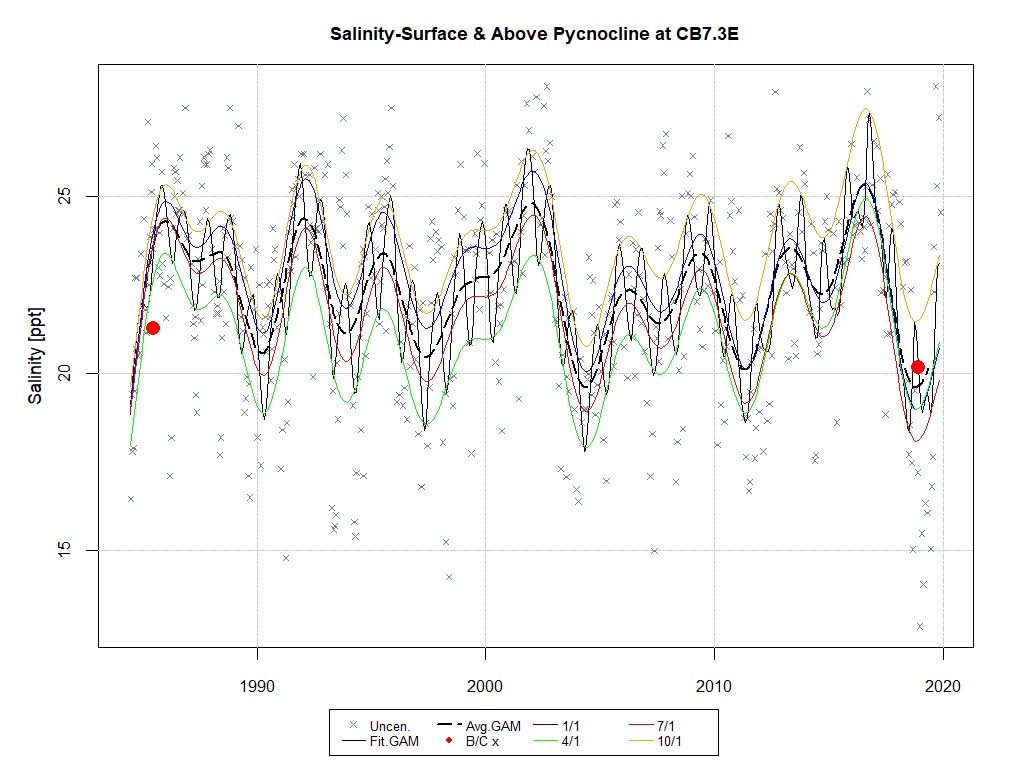 Salinity-Surface & Above Pycnocline at CB7.3E
Salinity [ppt]
25
20
15
1990 2000 2010 2020
Uncen. Avg.GAM 1/1 7/1
Fit.GAM B/C x 4/1 10/1